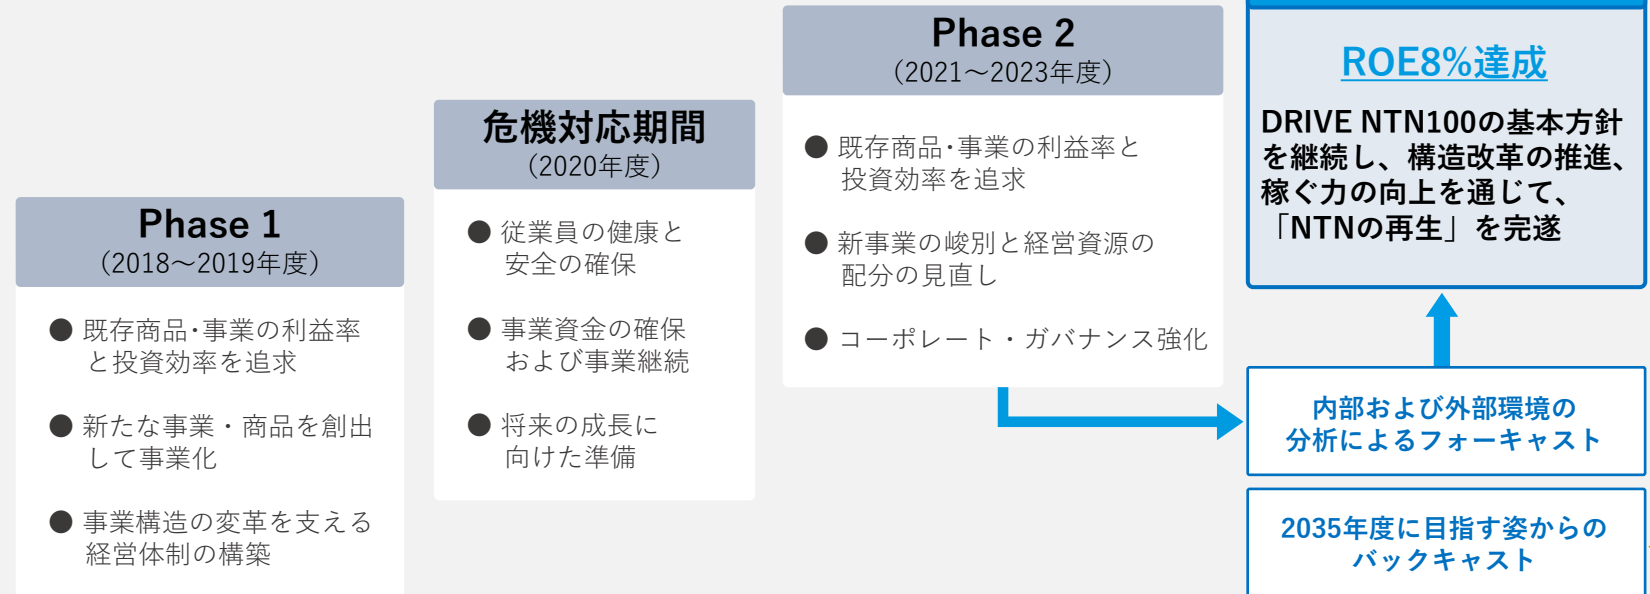 Phase 1
（2018～2019年度）
● 既存商品･事業の利益率
と投資効率を追求
● 新たな事業・商品を創出
して事業化
● 事業構造の変革を支える
経営体制の構築
危機対応期間
（2020年度）
● 従業員の健康と
安全の確保
● 事業資金の確保
および事業継続
● 将来の成長に
向けた準備
Phase 2
（2021～2023年度）
● 既存商品･事業の利益率と
投資効率を追求
● 新事業の峻別と経営資源の
配分の見直し
● コーポレート・ガバナンス強化
ROE8%達成
DRIVE NTN100の基本方針
を継続し、構造改革の推進、
稼ぐ力の向上を通じて、
「NTNの再生」を完遂
内部および外部環境の
分析によるフォーキャスト
2035年度に目指す姿からの
バックキャスト